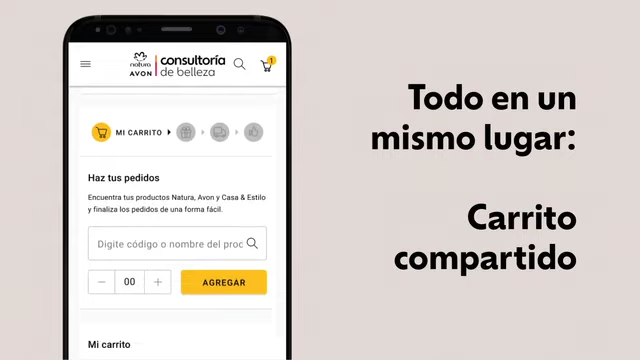 natura
AVON
consultoría
de belleza
1
MI CARRITO
Haz tus pedidos
Encuentra tus productos Natura, Avon y Casa & Estilo
y finaliza los pedidos de una forma fácil.
Digite código o nombre del proc
00
AGREGAR
Mi carrito
Todo en un
mismo lugar:
Carrito
compartido